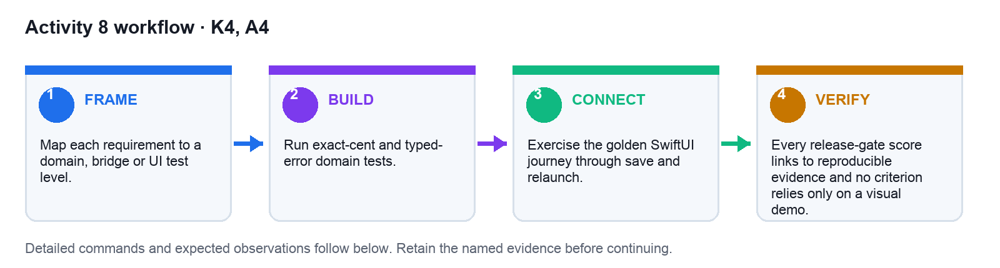 Activity 8 workflow · K4, A4
1 FRAME
Map each requirement to a
domain, bridge or UI test
level.
2 BUILD
Run exact-cent and typed-
error domain tests.
3 CONNECT
Exercise the golden SwiftUI
journey through save and
relaunch.
4 VERIFY
Every release-gate score
links to reproducible
evidence and no criterion
relies only on a visual
demo.
Detailed commands and expected observations follow below. Retain the named evidence before continuing.